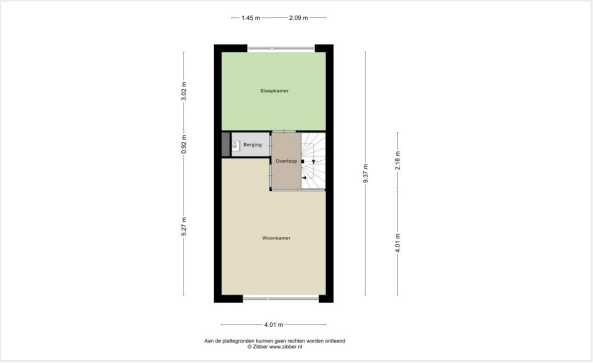 1.45 m
2.09 m
3.02 m
Slaapkamer
0.92 m
Berging
Overloop
2.18 m
9.37 m
5.27 m
Woonkamer
4.01 m
4.01 m
Aan de plattegronden kunnen geen rechten worden ontleend
© Zibber www.zibber.nl